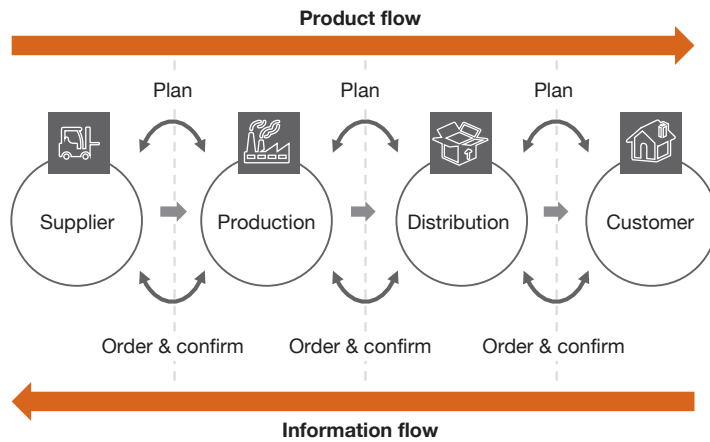 Product flow
Plan
Plan
Plan
Supplier
Production
Distribution
Customer
Order & confirm
Order & confirm
Order & confirm
Information flow